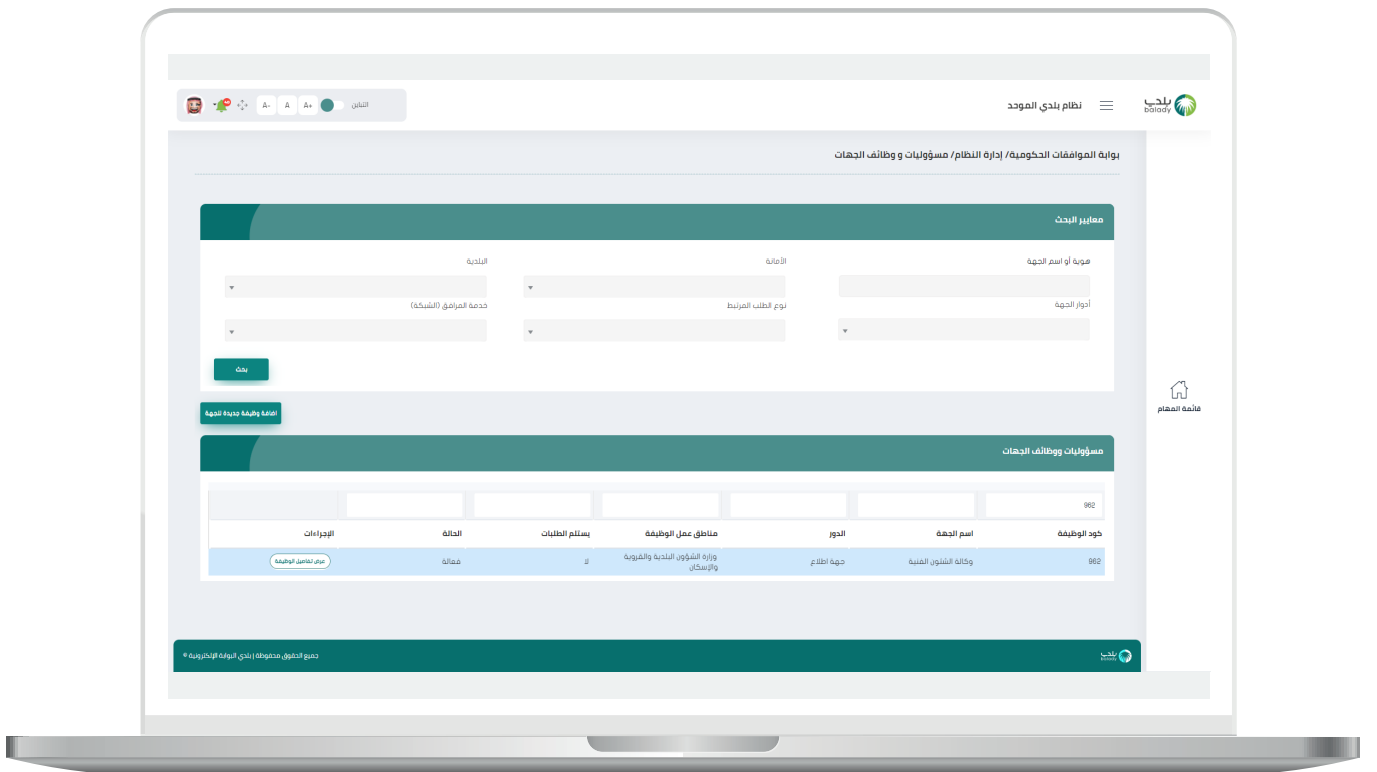 بلدي
balady
نظام بلدي الموحد
التباين
A+
A
A-
بوابة الموافقات الحكومية/ إدارة النظام/ مسؤوليات و وظائف الجهات
معايير البحث
هوية أو اسم الجهة
الأمانة
البلدية
أدوار الجهة
نوع الطلب المرتبط
خدمة المرافق (الشبكة)
بحث
اضافة وظيفة جديدة للجهة
قائمة المهام
مسؤوليات ووظائف الجهات
962
كود الوظيفة
اسم الجهة
الدور
مناطق عمل الوظيفة
يستلم الطلبات
الحالة
الإجراءات
962
وكالة الشئون الفنية
جهة اطلاع
وزارة الشؤون البلدية والقروية
والإسكان
لا
فعالة
عرض تفاصيل الوظيفة
بلدي
balady
جميع الحقوق محفوظة | بلدي البوابة الإلكترونية ©